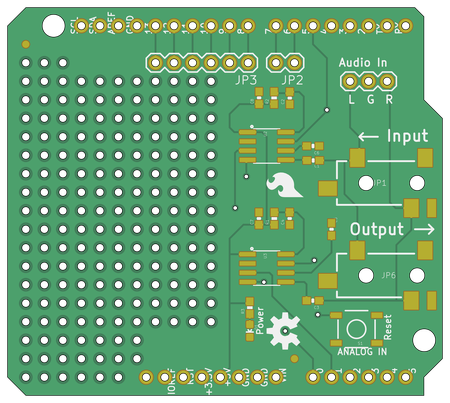 SCL
SDA
AREF
GND
13
12
11
10
9
8
7
6
5
4
3
2
JP3
JP2
Audio In
L G R
Input
JP1
Output
JP6
Power
Reset
ANALOG IN
IOREF
RST
+3.3V
+5V
GND
GND
VIN
0
1
2
3
4
5